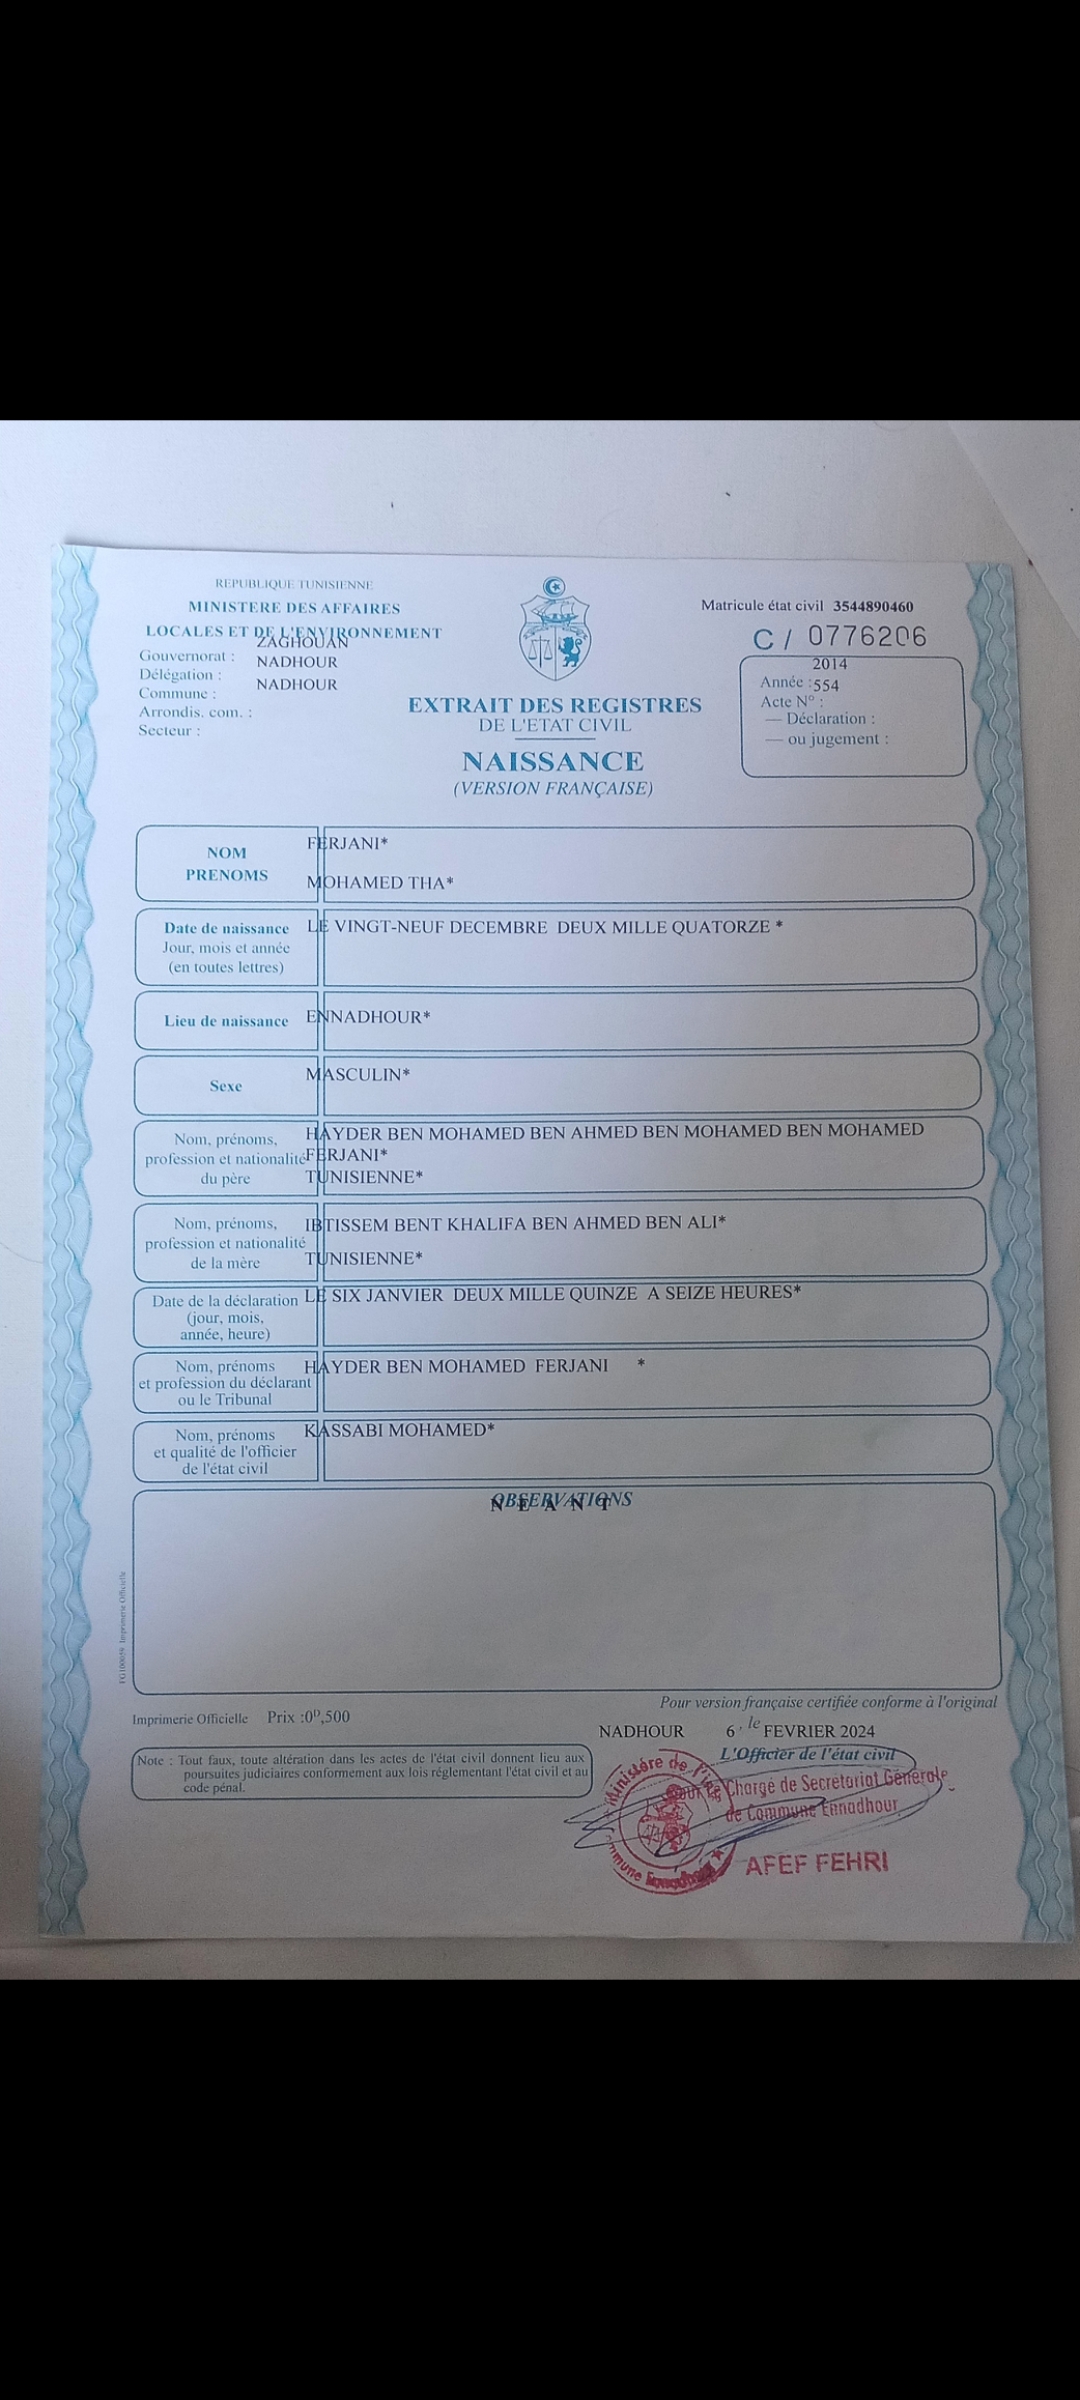 REPUBLIQUE TUNISIENNE
MINISTERE DES AFFAIRES
LOCALES ET DE L'ENVIRONNEMENT
Gouvernorat : ZAGHOUAN
Délégation : NADHOUR
Commune : NADHOUR
Arrondis. com. :
Secteur :
EXTRAIT DES REGISTRES
DE L'ETAT CIVIL
NAISSANCE
(VERSION FRANÇAISE)
Matricule état civil 3544890460
C / 0776206
2014
Année : 554
Acte N° :
— Déclaration :
— ou jugement :
NOM FERJANI*
PRENOMS MOHAMED THA*
Date de naissance LE VINGT-NEUF DECEMBRE DEUX MILLE QUATORZE *
Jour, mois et année
(en toutes lettres)
Lieu de naissance ENNADHOUR*
Sexe MASCULIN*
Nom, prénoms, HAYDER BEN MOHAMED BEN AHMED BEN MOHAMED BEN MOHAMED
profession et nationalité FERJANI*
du père TUNISIENNE*
Nom, prénoms, IBTISSEM BENT KHALIFA BEN AHMED BEN ALI*
profession et nationalité
de la mère TUNISIENNE*
Date de la déclaration LE SIX JANVIER DEUX MILLE QUINZE A SEIZE HEURES*
(jour, mois,
année, heure)
Nom, prénoms HAYDER BEN MOHAMED FERJANI *
et profession du déclarant
ou le Tribunal
Nom, prénoms KASSABI MOHAMED*
et qualité de l'officier
de l'état civil
OBSERVATIONS
N E A N T
Imprimerie Officielle
Imprimerie Officielle Prix :0ᴰ,500
Pour version française certifiée conforme à l'original
NADHOUR 6 , le FEVRIER 2024
L'Officier de l'état civil
Note : Tout faux, toute altération dans les actes de l'état civil donnent lieu aux
poursuites judiciaires conformement aux lois réglementant l'état civil et au
code pénal.
Ministère de
Pour Le Chargé de Secretariat Générale
de Commune Ennadhour
AFEF FEHRI